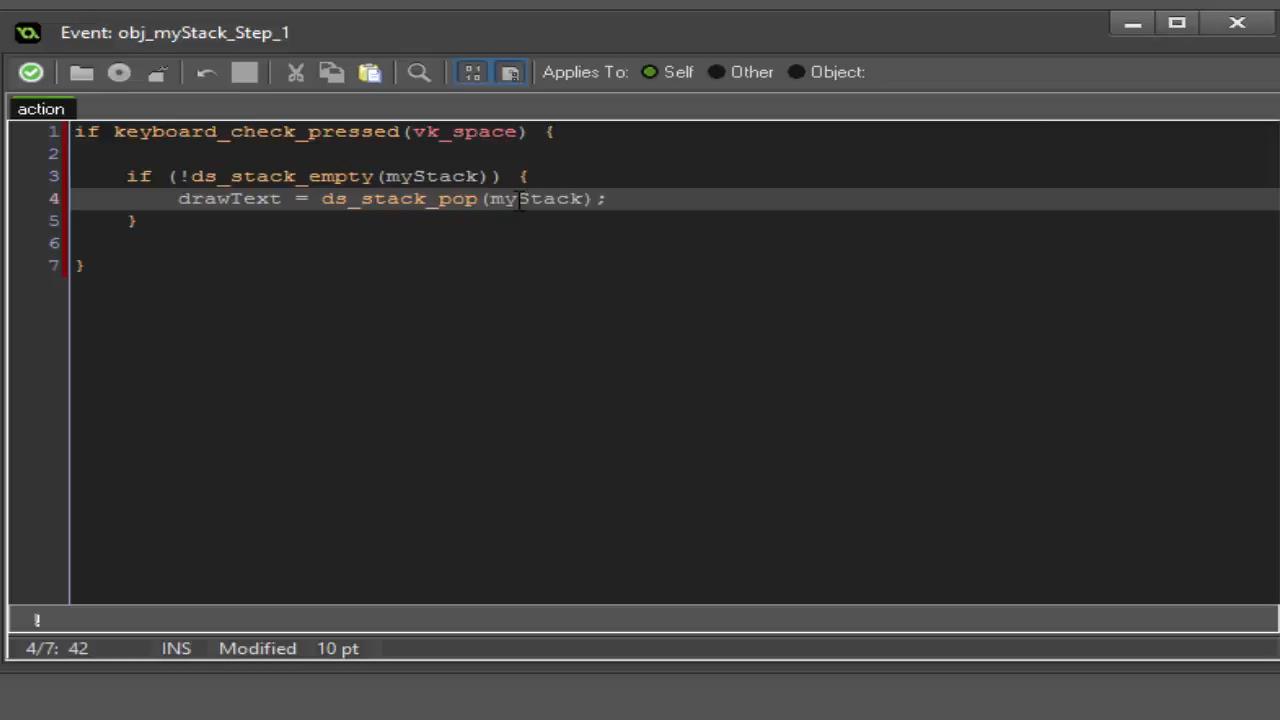 Event: obj_myStack_Step_1
Applies To: Self Other Object:
action
1 if keyboard_check_pressed(vk_space) {
2
3 if (!ds_stack_empty(myStack)) {
4 drawText = ds_stack_pop(myStack);
5 }
6
7 }
4/7: 42 INS Modified 10 pt